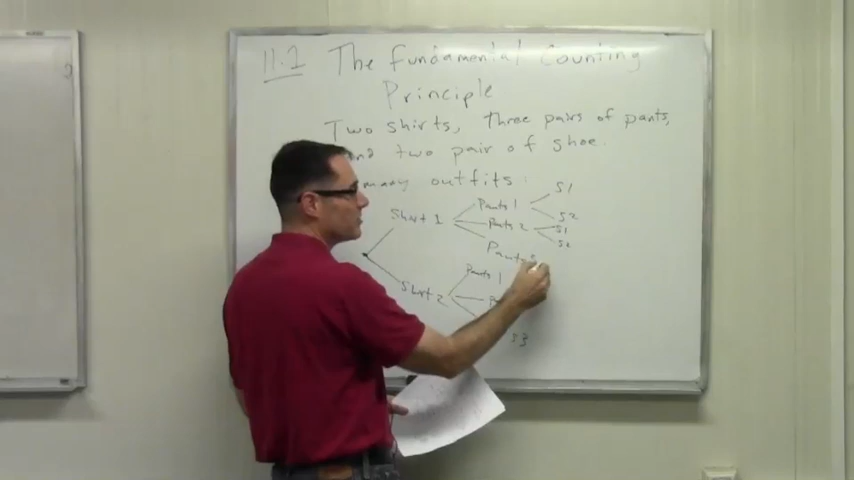 11.1 The Fundamental Counting
Principle
Two shirts, three pairs of pants,
and two pair of shoe.
many outfits:
S1
Pants 1
Shirt 1 Pants 2 S2
S1
S2
Pants
Pants 1
Shirt 2